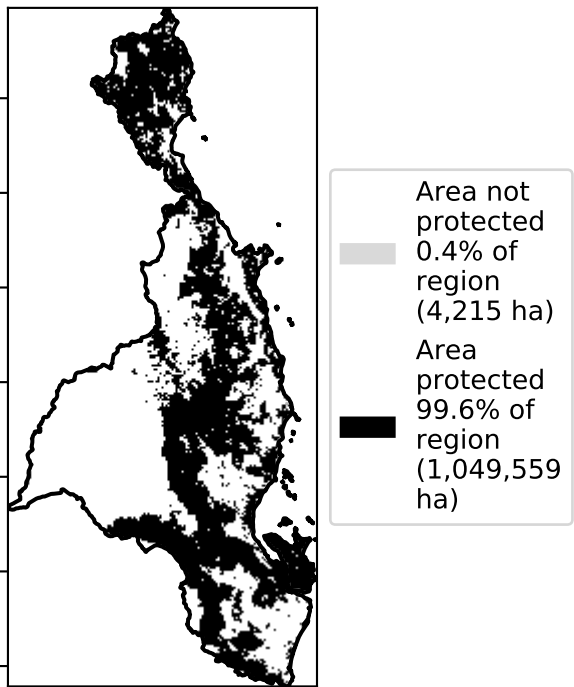 Area not
protected
0.4% of
region
(4,215 ha)
Area
protected
99.6% of
region
(1,049,559
ha)